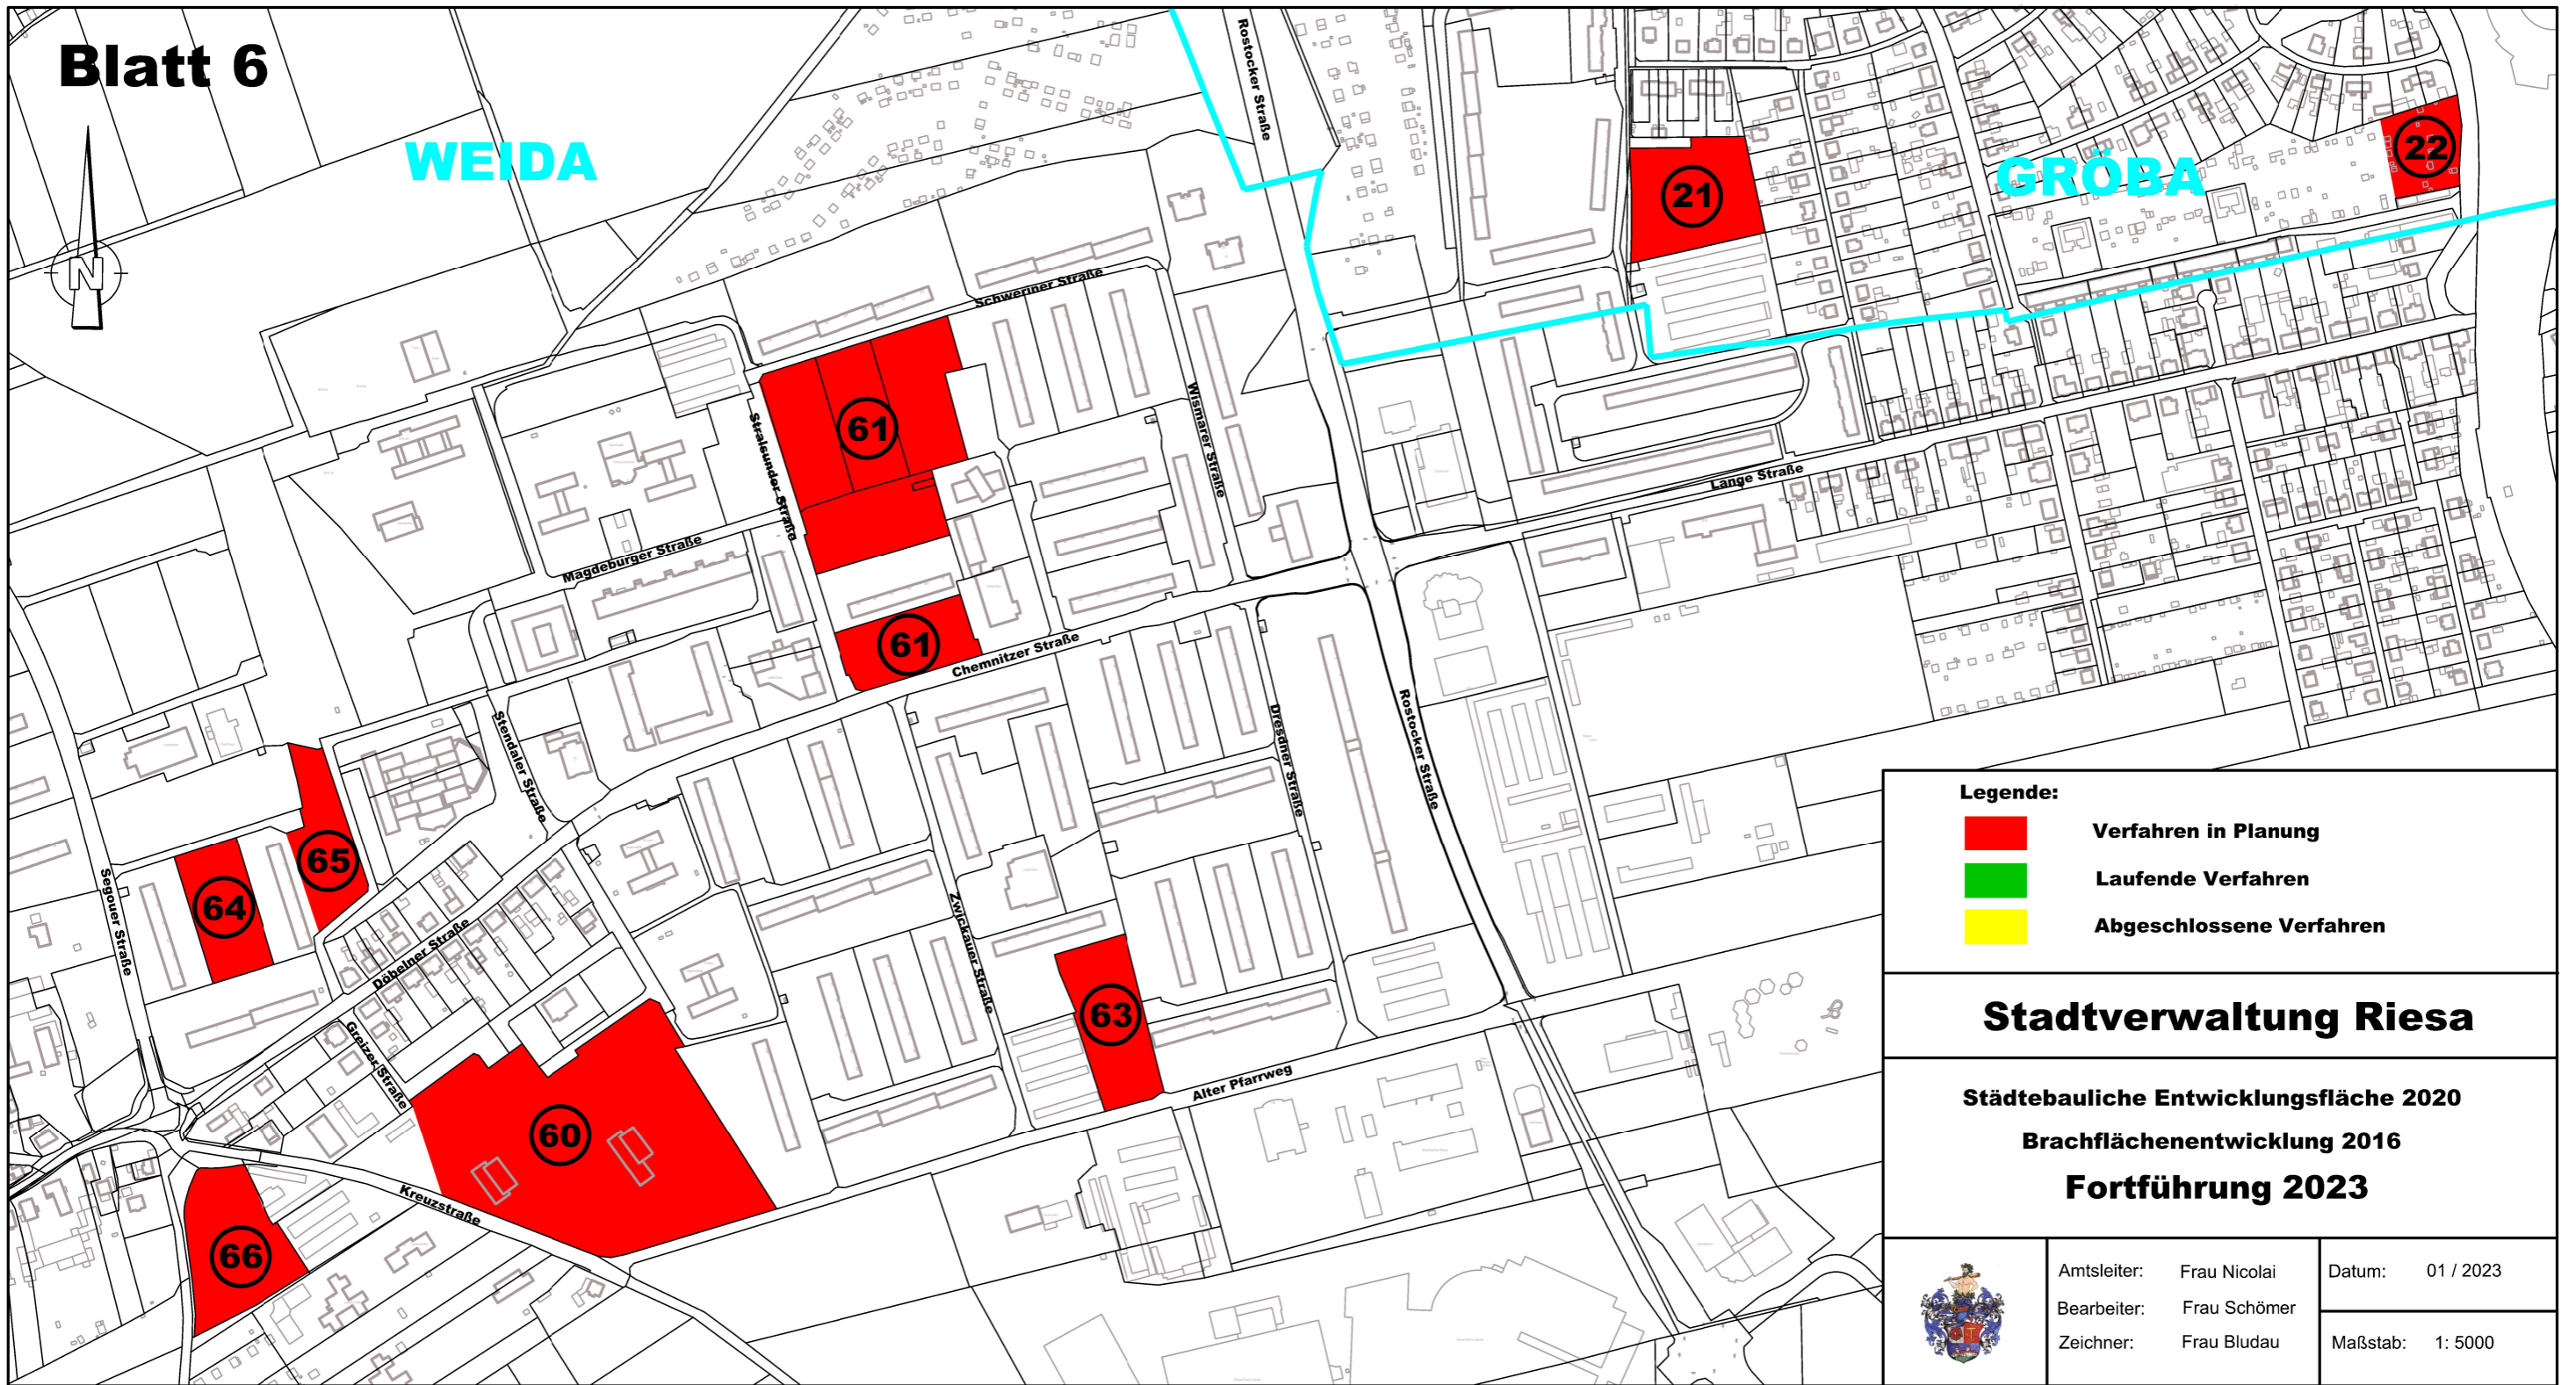 Blatt 6
WEIDA
GRÖBA
N
Rostocker Straße
21
22
Schweriner Straße
61
Stralsunder Straße
Wismarer Straße
Lange Straße
Magdeburger Straße
61
Chemnitzer Straße
Stendaler Straße
Dresdner Straße
Rostocker Straße
65
64
Segouer Straße
Döbelner Straße
Zwickauer Straße
63
Greizer Straße
Alter Pfarrweg
60
Kreuzstraße
66
Legende:
Verfahren in Planung
Laufende Verfahren
Abgeschlossene Verfahren
Stadtverwaltung Riesa
Städtebauliche Entwicklungsfläche 2020
Brachflächenentwicklung 2016
Fortführung 2023
Amtsleiter: Frau Nicolai
Bearbeiter: Frau Schömer
Zeichner: Frau Bludau
Datum: 01 / 2023
Maßstab: 1: 5000